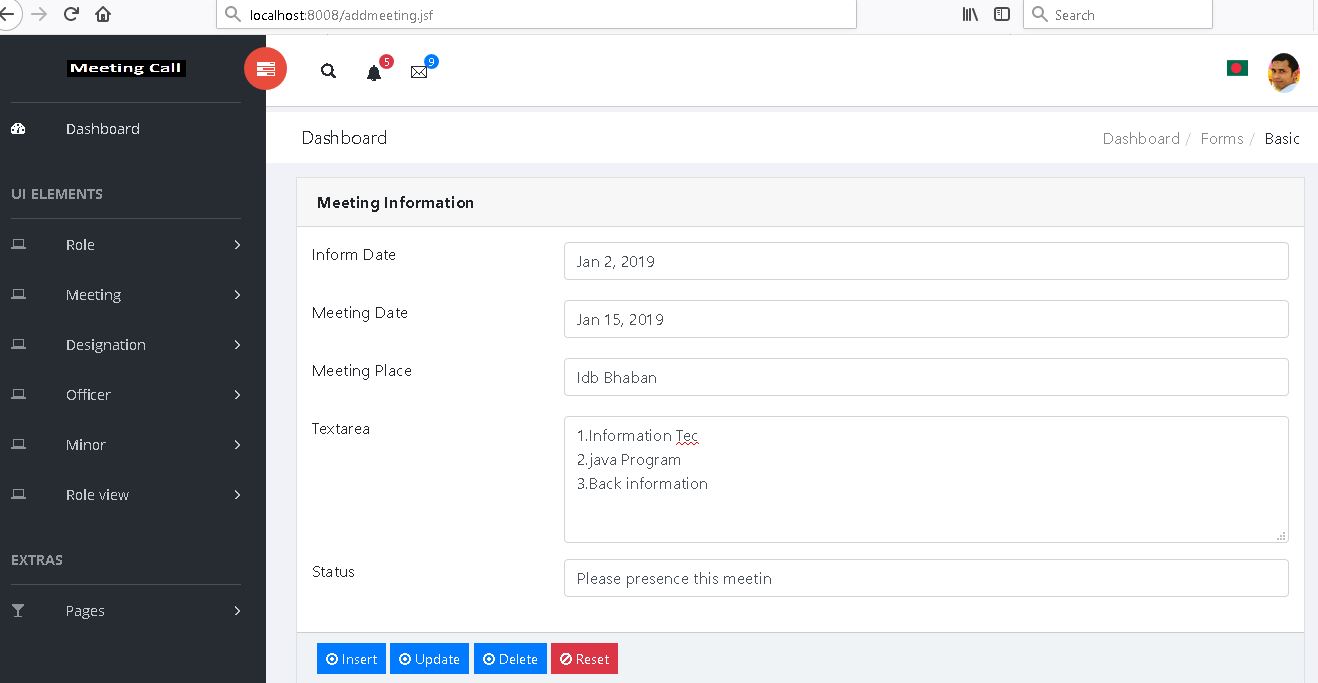 localhost:8008/addmeeting.jsf
Search
Meeting Call
5
9
Dashboard
Dashboard
Dashboard / Forms / Basic
UI ELEMENTS
Role
Meeting
Designation
Officer
Minor
Role view
EXTRAS
Pages
Meeting Information
Inform Date
Jan 2, 2019
Meeting Date
Jan 15, 2019
Meeting Place
Idb Bhaban
Textarea
1.Information Tec
2.java Program
3.Back information
Status
Please presence this meetin
Insert Update Delete Reset